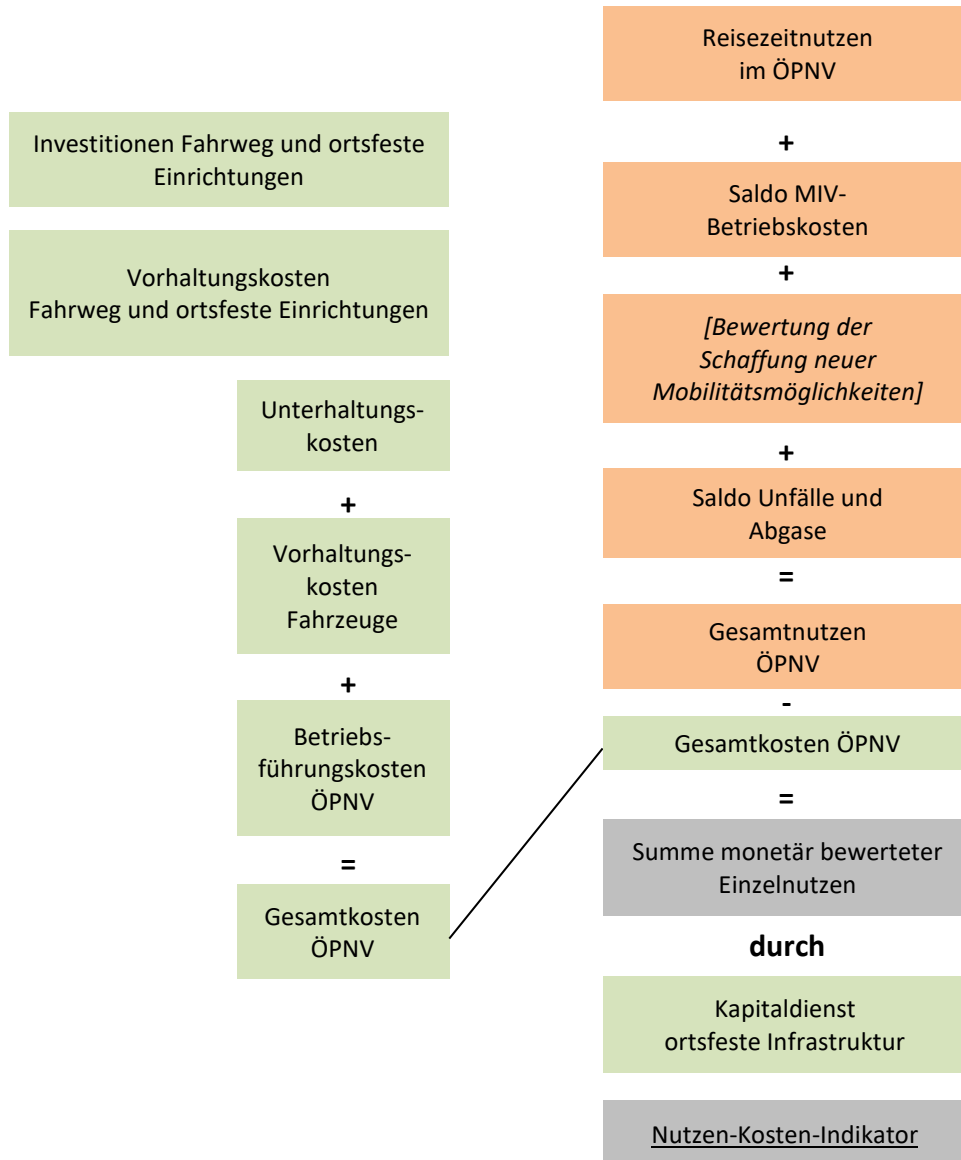 Investitionen Fahrweg und ortsfeste
Einrichtungen
Vorhaltungskosten
Fahrweg und ortsfeste Einrichtungen
Unterhaltungs-
kosten
+
Vorhaltungs-
kosten
Fahrzeuge
+
Betriebs-
führungskosten
ÖPNV
=
Gesamtkosten
ÖPNV
Reisezeitnutzen
im ÖPNV
+
Saldo MIV-
Betriebskosten
+
[Bewertung der
Schaffung neuer
Mobilitätsmöglichkeiten]
+
Saldo Unfälle und
Abgase
=
Gesamtnutzen
ÖPNV
-
Gesamtkosten ÖPNV
=
Summe monetär bewerteter
Einzelnutzen
durch
Kapitaldienst
ortsfeste Infrastruktur
Nutzen-Kosten-Indikator